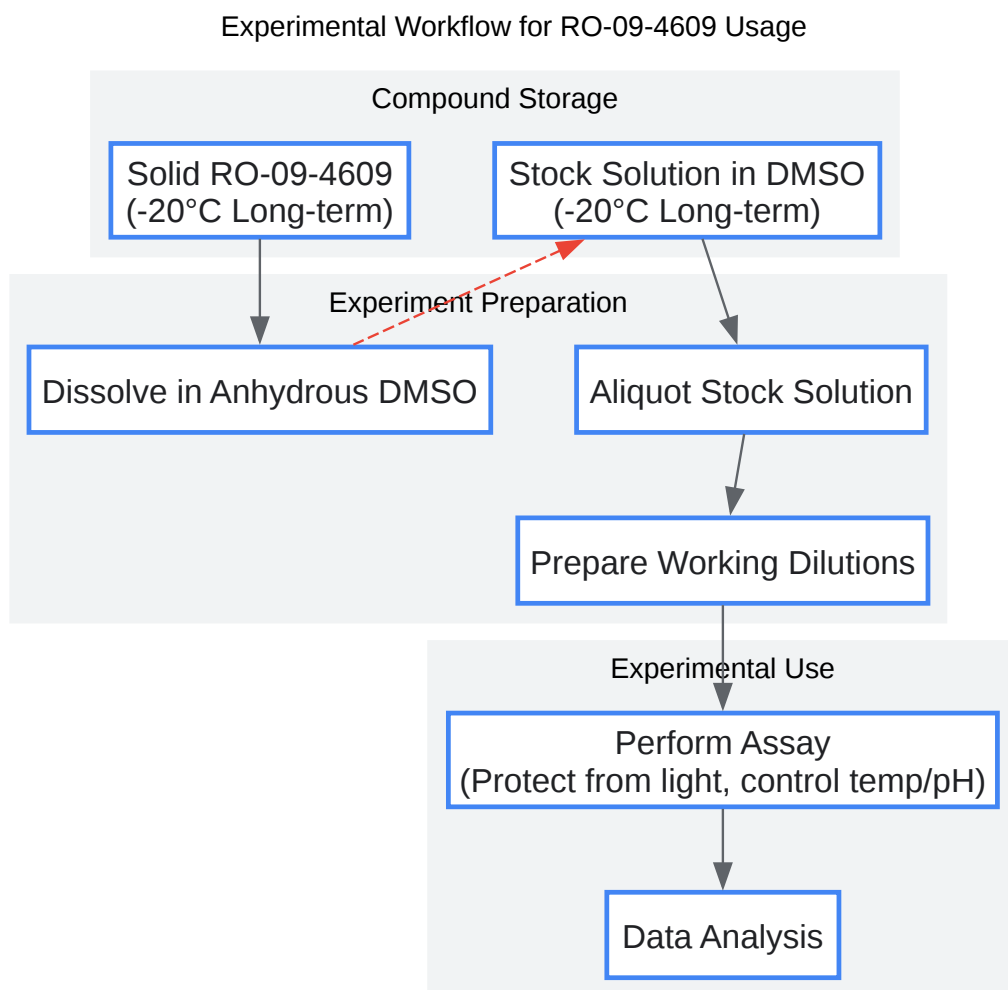 Experimental Workflow for RO-09-4609 Usage
Compound Storage
Solid RO-09-4609
(-20°C Long-term)
Stock Solution in DMSO
(-20°C Long-term)
Experiment Preparation
Dissolve in Anhydrous DMSO
Aliquot Stock Solution
Prepare Working Dilutions
Experimental Use
Perform Assay
(Protect from light, control temp/pH)
Data Analysis